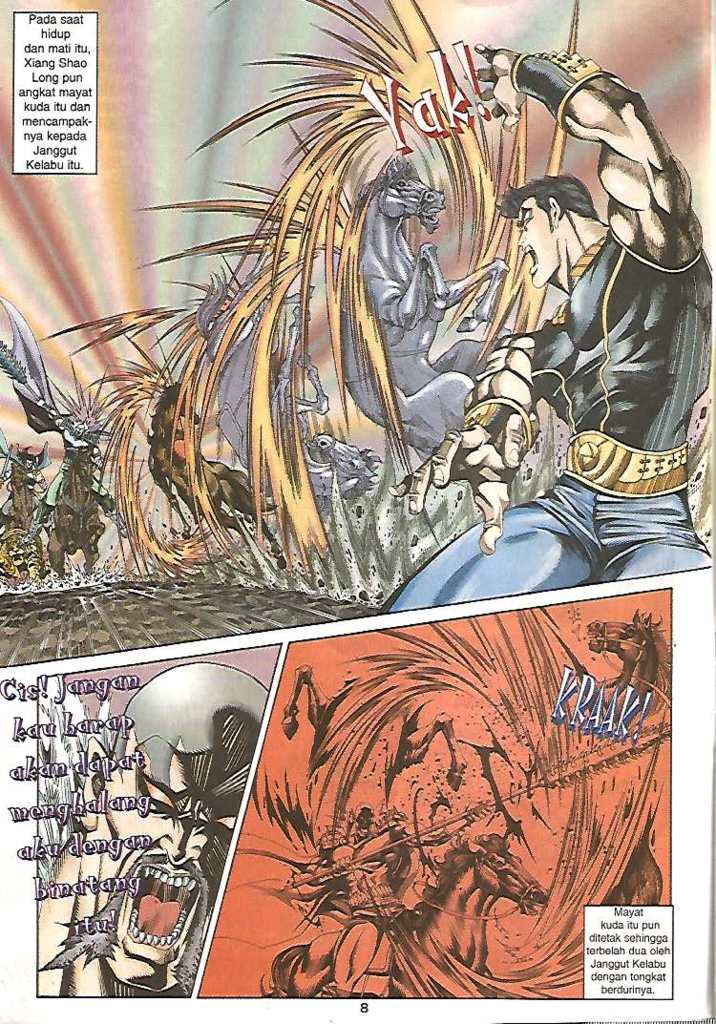 Pada saat
hidup
dan mati itu,
Xiang Shao
Long pun
angkat mayat
kuda itu dan
mencampak-
nya kepada
Janggut
Kelabu itu.
Yak!
Cis! Jangan
kau harap
akan dapat
menghalang
aku dengan
binatang
itu!
KRAAK!
Mayat
kuda itu pun
ditetak sehingga
terbelah dua oleh
Janggut Kelabu
dengan tongkat
berdurinya.
8